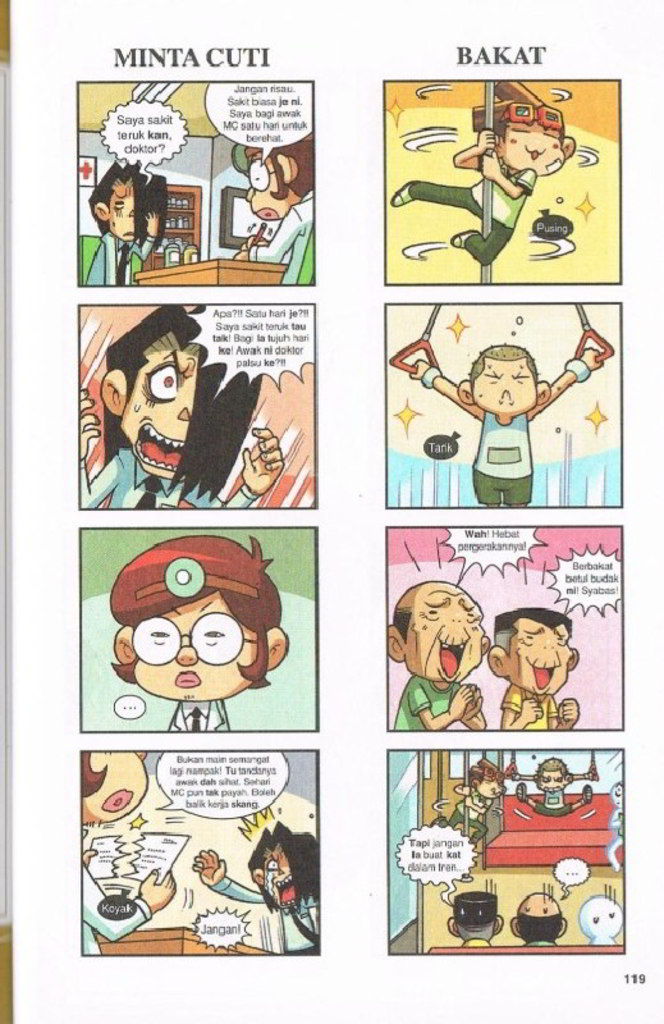 MINTA CUTI
Saya sakit
teruk kan,
doktor?
Jangan risau.
Sakit biasa je ni.
Saya bagi awak
MC satu hari untuk
berehat.
Apa?!! Satu hari je?!!
Saya sakit teruk tau
tak! Bagi la tujuh hari
ke! Awak ni doktor
palsu ke?!!
...
Bukan main semangat
lagi nampak! Tu tandanya
awak dah sihat. Sehari
MC pun tak payah. Boleh
balik kerja skang.
Koyak
Jangan!
BAKAT
Pusing
Tarik
Wah! Hebat
pergerakannya!
Berbakat
betul budak
ni! Syabas!
Tapi jangan
la buat kat
dalam tren...
...
119